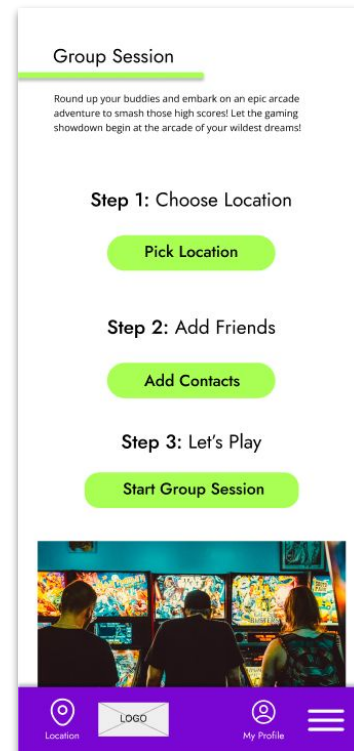 Group Session
Round up your buddies and embark on an epic arcade
adventure to smash those high scores! Let the gaming
showdown begin at the arcade of your wildest dreams!
Step 1: Choose Location
Pick Location
Step 2: Add Friends
Add Contacts
Step 3: Let's Play
Start Group Session
LOGO
Location
My Profile